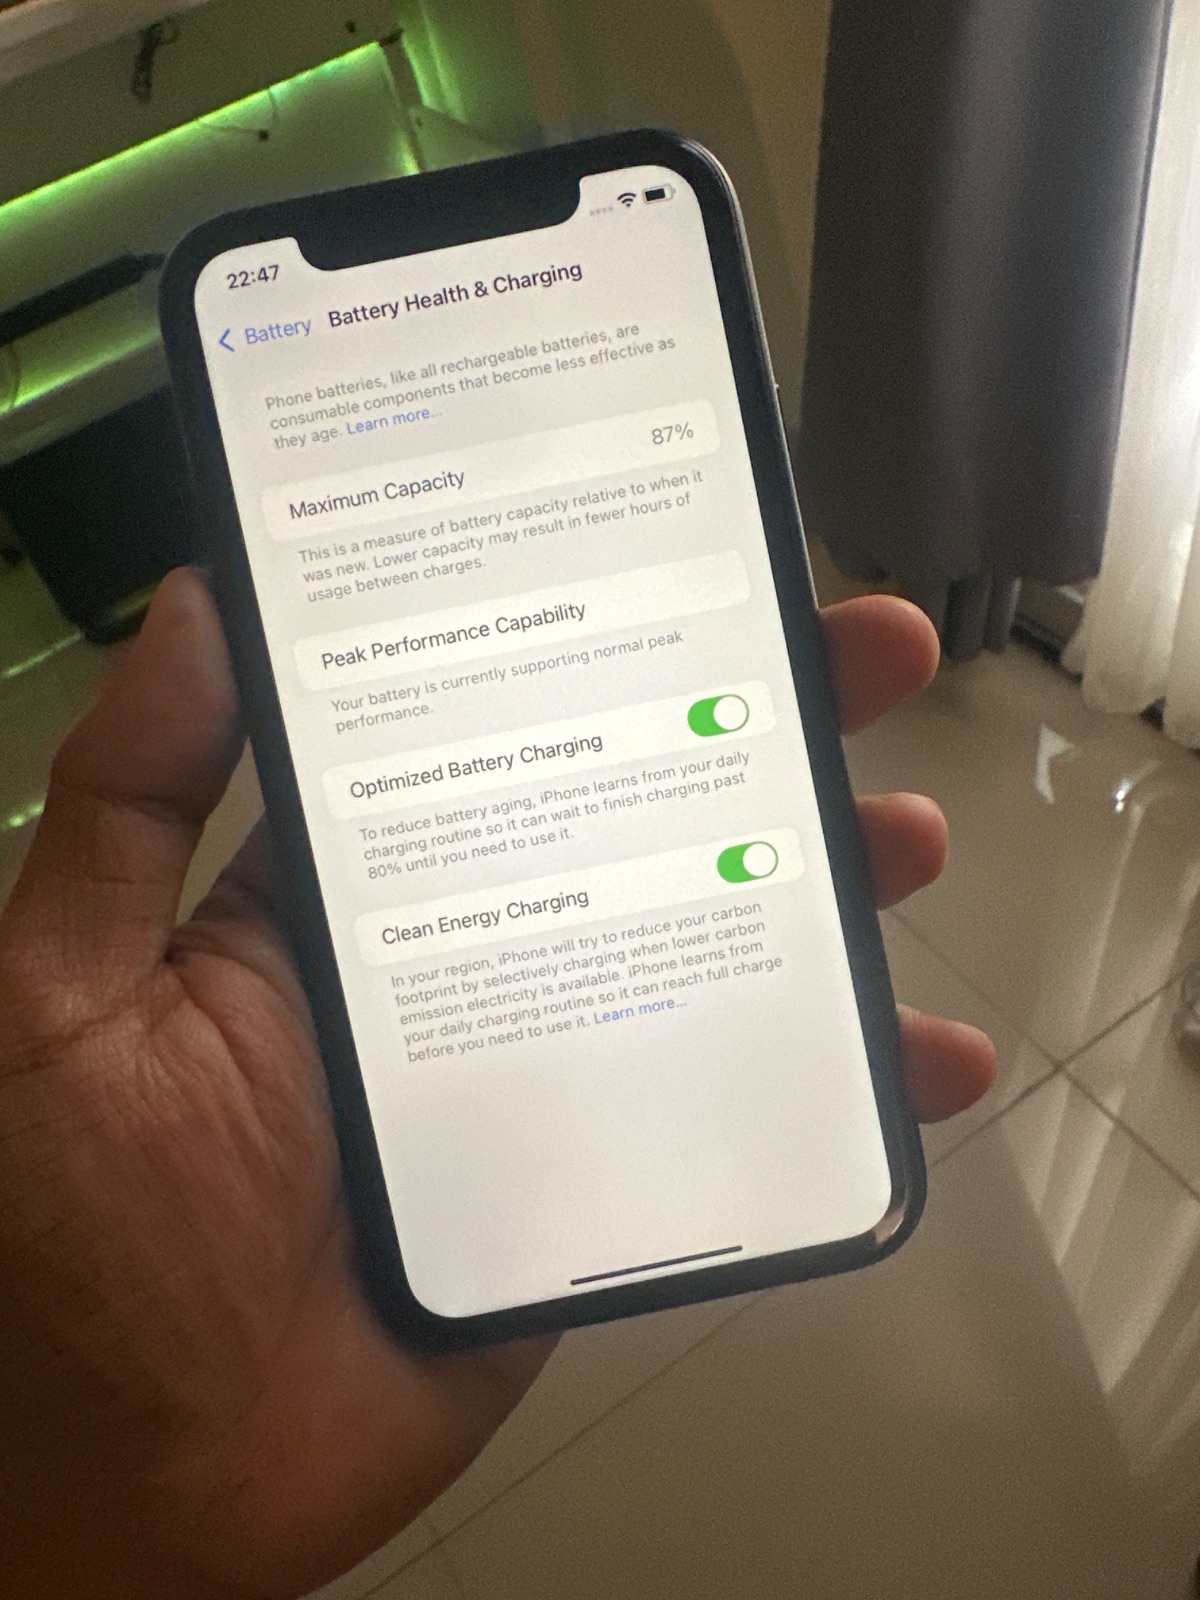 22:47
Battery Battery Health & Charging
Phone batteries, like all rechargeable batteries, are
consumable components that become less effective as
they age. Learn more...
Maximum Capacity 87%
This is a measure of battery capacity relative to when it
was new. Lower capacity may result in fewer hours of
usage between charges.
Peak Performance Capability
Your battery is currently supporting normal peak
performance.
Optimized Battery Charging
To reduce battery aging, iPhone learns from your daily
charging routine so it can wait to finish charging past
80% until you need to use it.
Clean Energy Charging
In your region, iPhone will try to reduce your carbon
footprint by selectively charging when lower carbon
emission electricity is available. iPhone learns from
your daily charging routine so it can reach full charge
before you need to use it. Learn more...